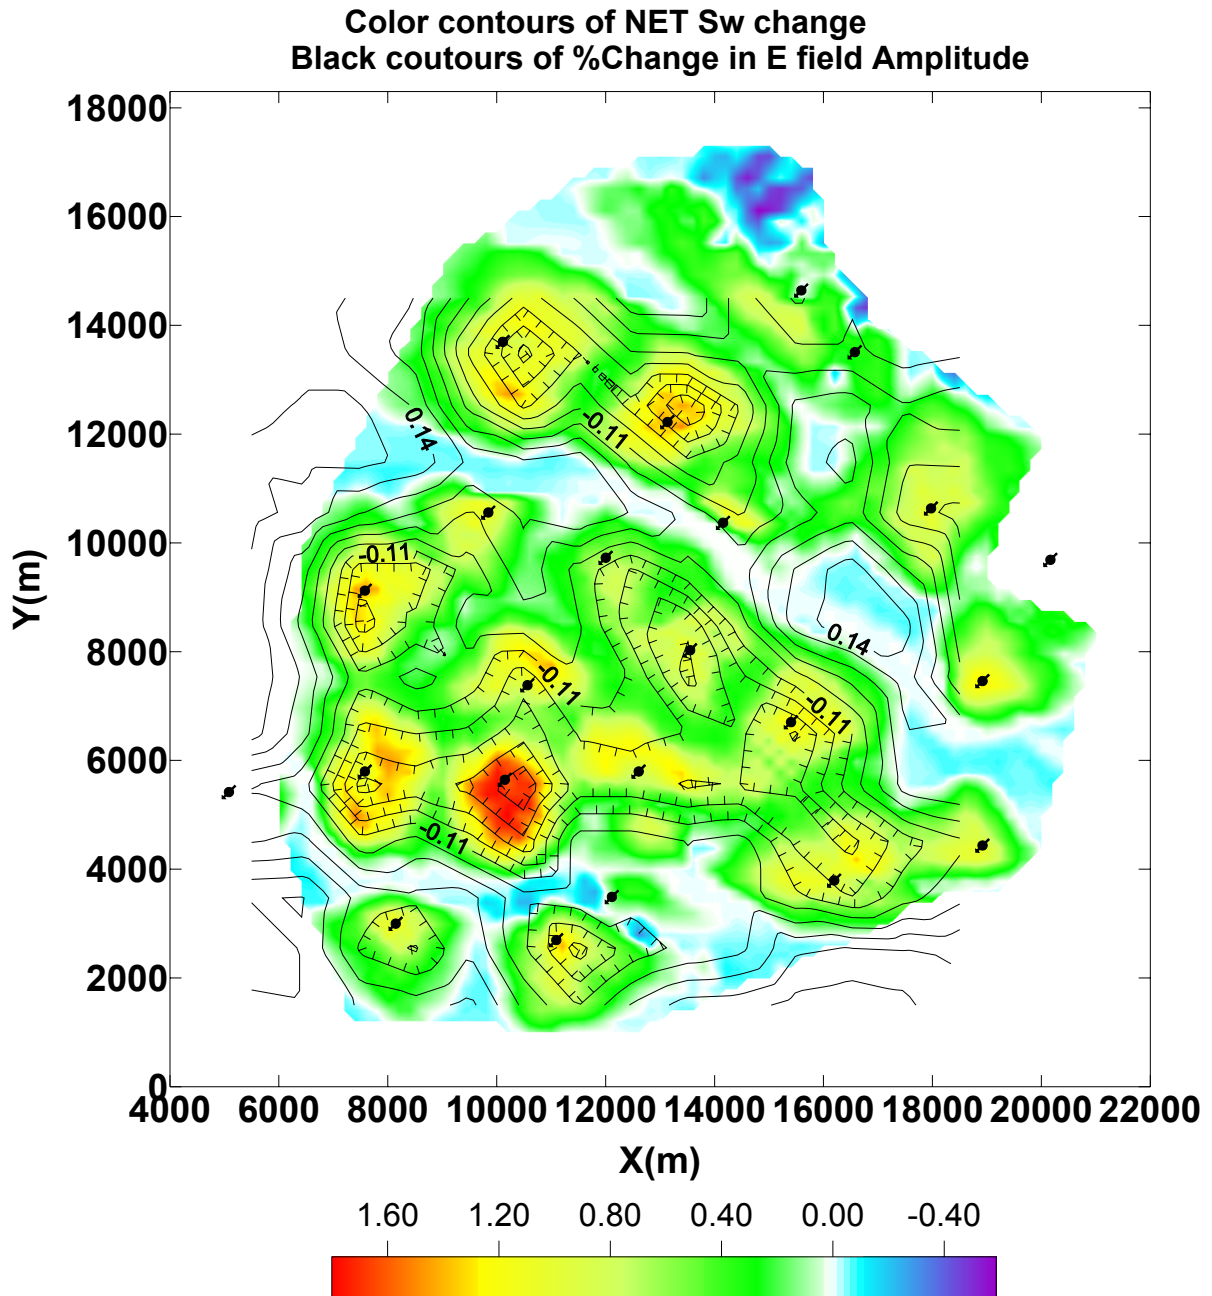 Color contours of NET Sw change
Black coutours of %Change in E field Amplitude
18000
16000
14000
12000
10000
8000
6000
4000
2000
0
Y(m)
0.14
-0.11
-0.11
0.14
-0.11
-0.11
-0.11
4000 6000 8000 10000 12000 14000 16000 18000 20000 22000
X(m)
1.60 1.20 0.80 0.40 0.00 -0.40